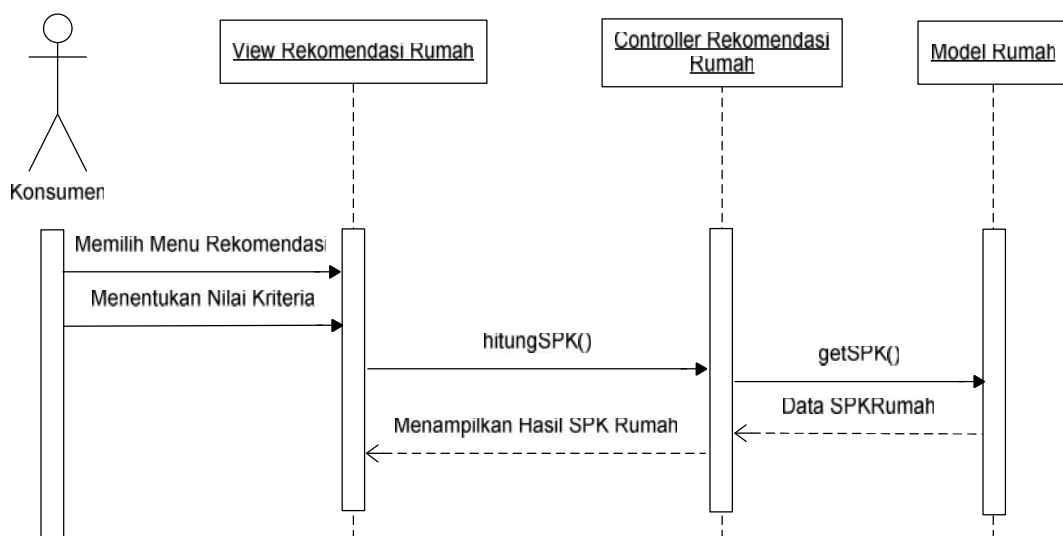 View Rekomendasi Rumah
Controller Rekomendasi
Rumah
Model Rumah
Konsumen
Memilih Menu Rekomendasi
Menentukan Nilai Kriteria
hitungSPK()
getSPK()
Data SPKRumah
Menampilkan Hasil SPK Rumah